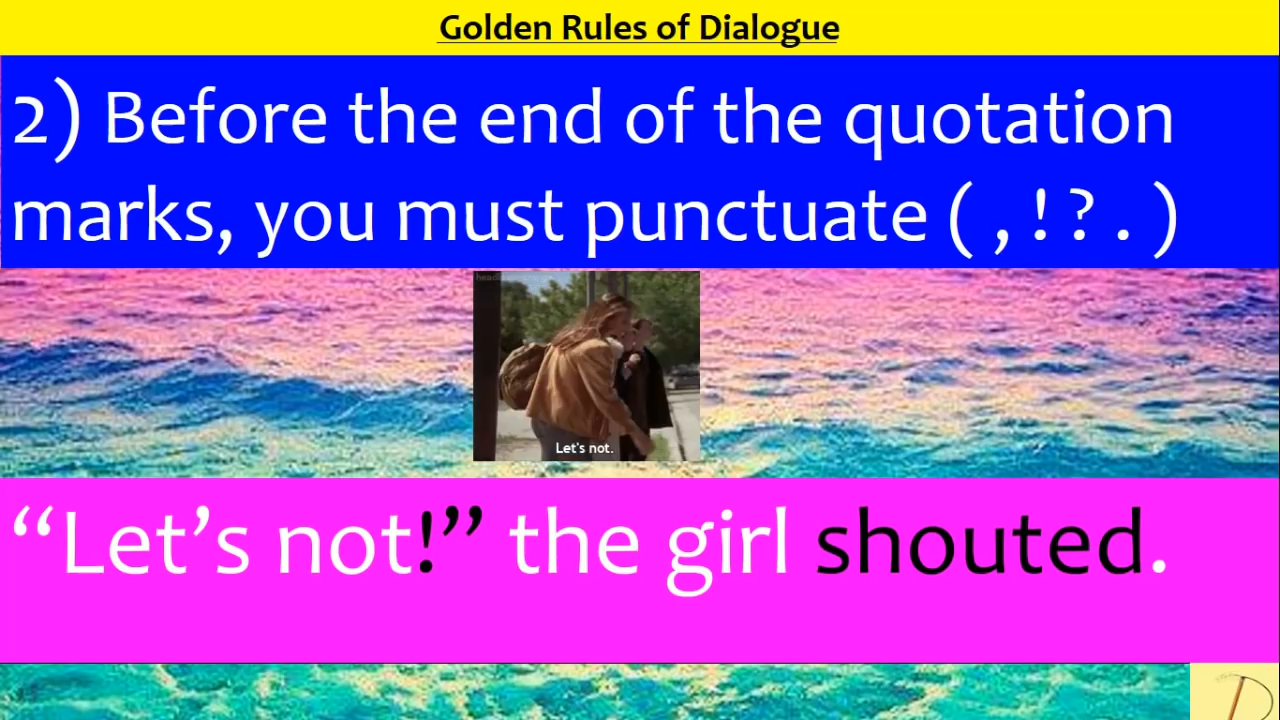 Golden Rules of Dialogue
2) Before the end of the quotation
marks, you must punctuate ( , ! ? . )
Let's not.
“Let’s not!” the girl shouted.